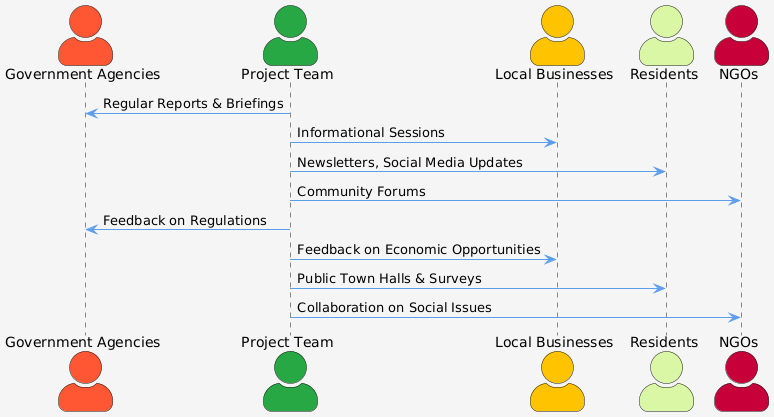 Government Agencies
Project Team
Local Businesses
Residents
NGOs
Regular Reports & Briefings
Informational Sessions
Newsletters, Social Media Updates
Community Forums
Feedback on Regulations
Feedback on Economic Opportunities
Public Town Halls & Surveys
Collaboration on Social Issues
Government Agencies
Project Team
Local Businesses
Residents
NGOs